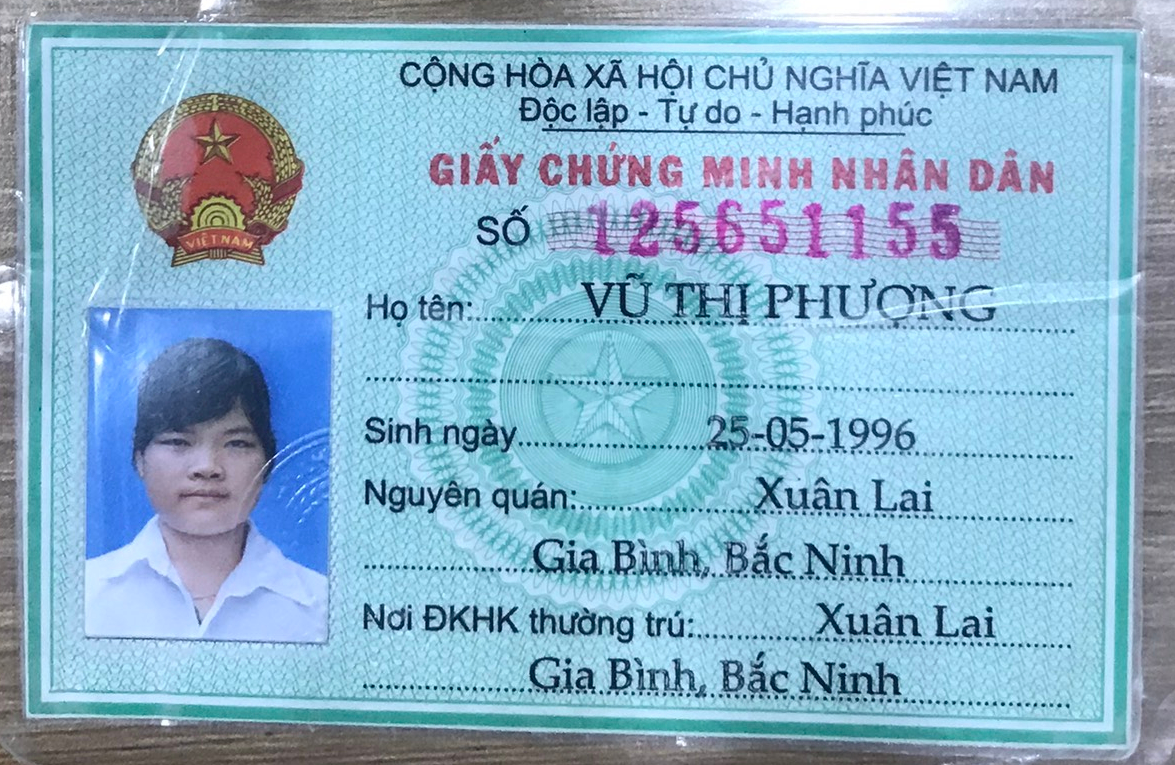 CỘNG HÒA XÃ HỘI CHỦ NGHĨA VIỆT NAM
Độc lập - Tự do - Hạnh phúc
GIẤY CHỨNG MINH NHÂN DÂN
SỐ 125651155
VIỆT NAM
Họ tên: VŨ THỊ PHƯỢNG
Sinh ngày 25-05-1996
Nguyên quán: Xuân Lai
Gia Bình, Bắc Ninh
Nơi ĐKHK thường trú: Xuân Lai
Gia Bình, Bắc Ninh